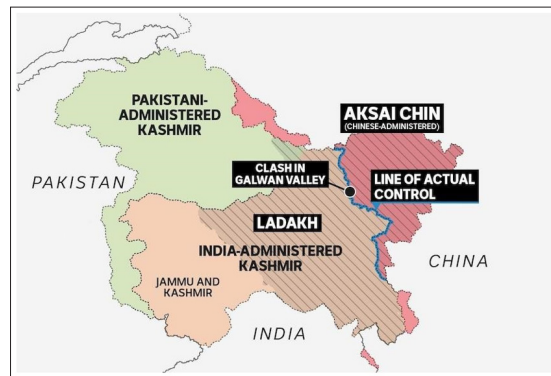 PAKISTANI-
ADMINISTERED
KASHMIR
AKSAI CHIN
(CHINESE-ADMINISTERED)
CLASH IN
GALWAN VALLEY
LINE OF ACTUAL
CONTROL
PAKISTAN
LADAKH
INDIA-ADMINISTERED
KASHMIR
JAMMU AND
KASHMIR
CHINA
INDIA